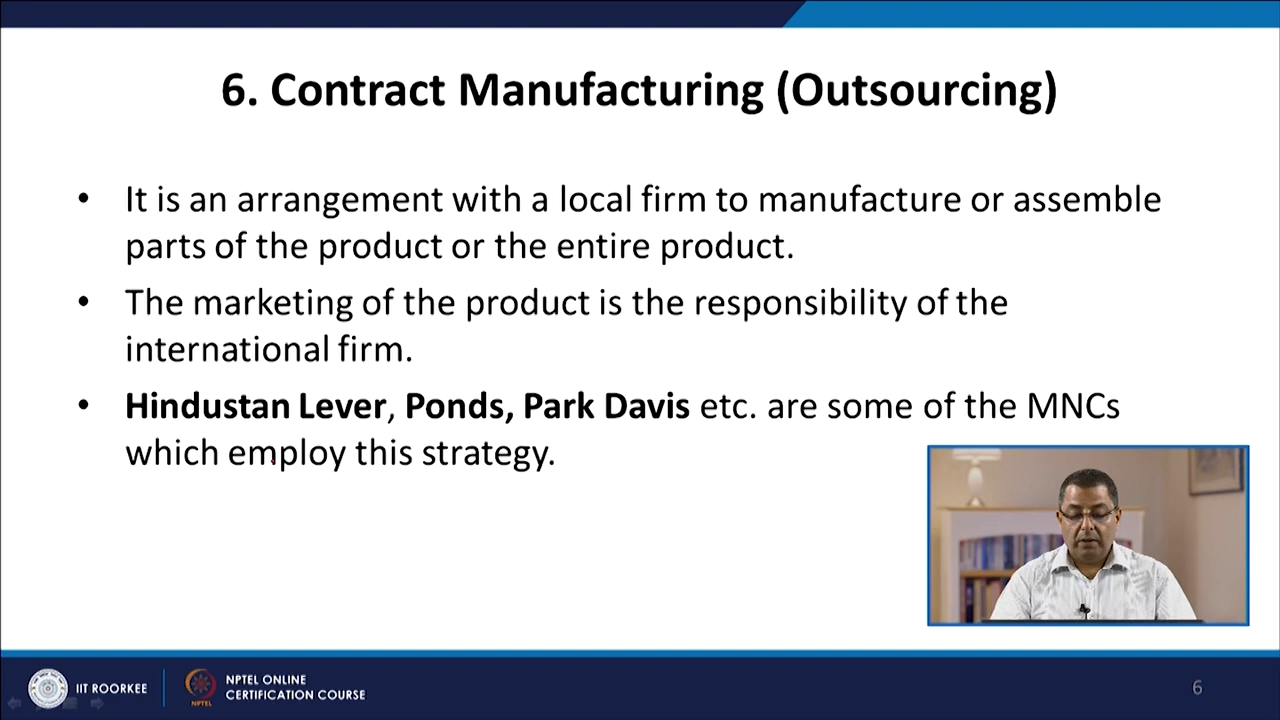 6. Contract Manufacturing (Outsourcing)
• It is an arrangement with a local firm to manufacture or assemble
parts of the product or the entire product.
• The marketing of the product is the responsibility of the
international firm.
• Hindustan Lever, Ponds, Park Davis etc. are some of the MNCs
which employ this strategy.
IIT ROORKEE
NPTEL
NPTEL ONLINE
CERTIFICATION COURSE
6